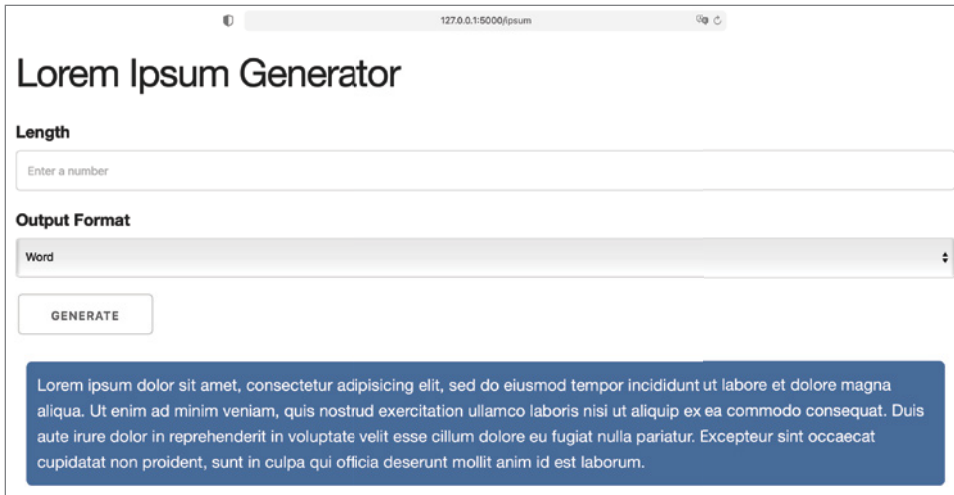 127.0.0.1:5000/ipsum
Lorem Ipsum Generator
Length
Enter a number
Output Format
Word
GENERATE
Lorem ipsum dolor sit amet, consectetur adipisicing elit, sed do eiusmod tempor incididunt ut labore et dolore magna
aliqua. Ut enim ad minim veniam, quis nostrud exercitation ullamco laboris nisi ut aliquip ex ea commodo consequat. Duis
aute irure dolor in reprehenderit in voluptate velit esse cillum dolore eu fugiat nulla pariatur. Excepteur sint occaecat
cupidatat non proident, sunt in culpa qui officia deserunt mollit anim id est laborum.